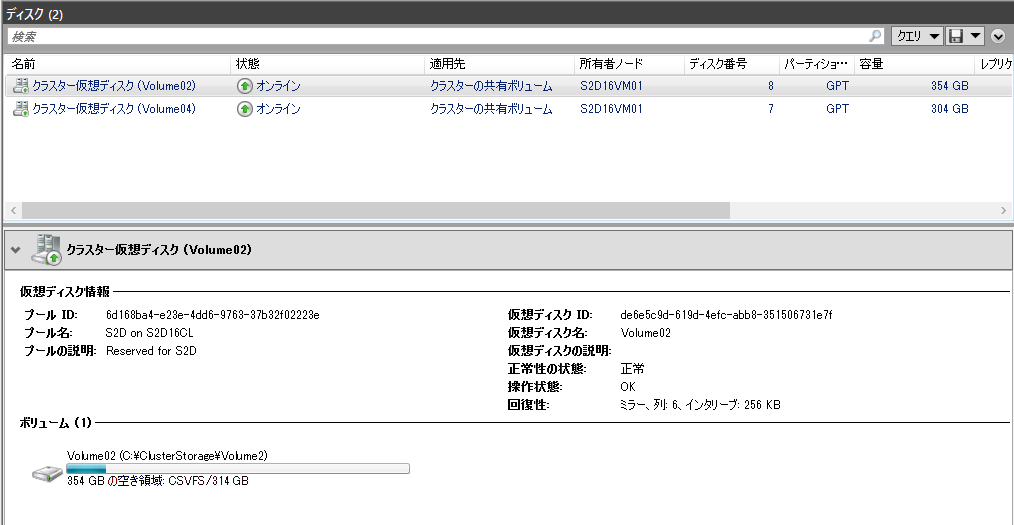 ディスク (2)
検索 クエリ
名前 状態 適用先 所有者ノード ディスク番号 パーティショ… 容量 レプリケ
クラスター仮想ディスク (Volume02) オンライン クラスターの共有ボリューム S2D16VM01 8 GPT 354 GB
クラスター仮想ディスク (Volume04) オンライン クラスターの共有ボリューム S2D16VM01 7 GPT 304 GB
クラスター仮想ディスク (Volume02)
仮想ディスク情報
プール ID: 6d168ba4-e23e-4dd6-9763-37b32f02223e
プール名: S2D on S2D16CL
プールの説明: Reserved for S2D
仮想ディスク ID: de6e5c9d-619d-4efc-abb8-351506731e7f
仮想ディスク名: Volume02
仮想ディスクの説明:
正常性の状態: 正常
操作状態: OK
回復性: ミラー、列: 6、インタリーブ: 256 KB
ボリューム (1)
Volume02 (C:¥ClusterStorage¥Volume2)
354 GB の空き領域: CSVFS/314 GB